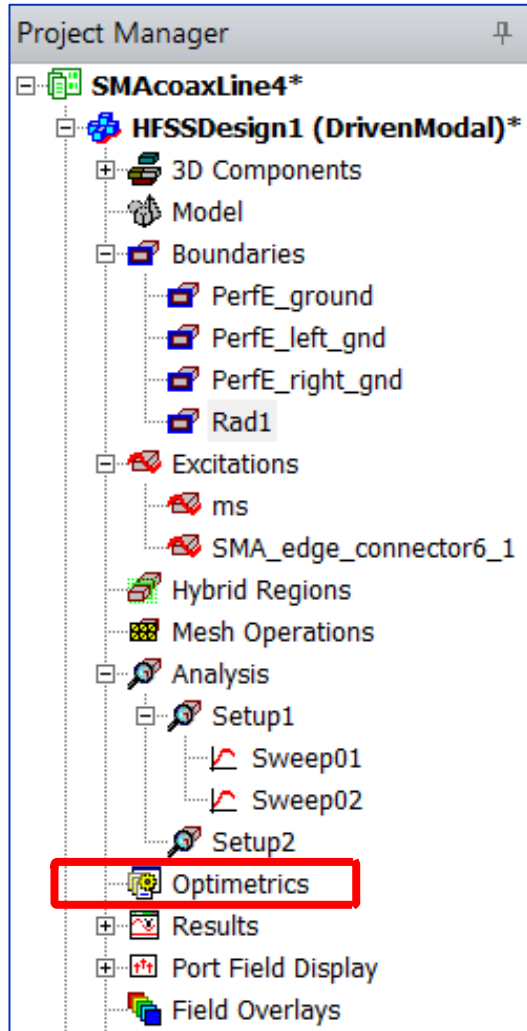 Project Manager
SMAcoaxLine4*
HFSSDesign1 (DrivenModal)*
3D Components
Model
Boundaries
PerfE_ground
PerfE_left_gnd
PerfE_right_gnd
Rad1
Excitations
ms
SMA_edge_connector6_1
Hybrid Regions
Mesh Operations
Analysis
Setup1
Sweep01
Sweep02
Setup2
Optimetrics
Results
Port Field Display
Field Overlays